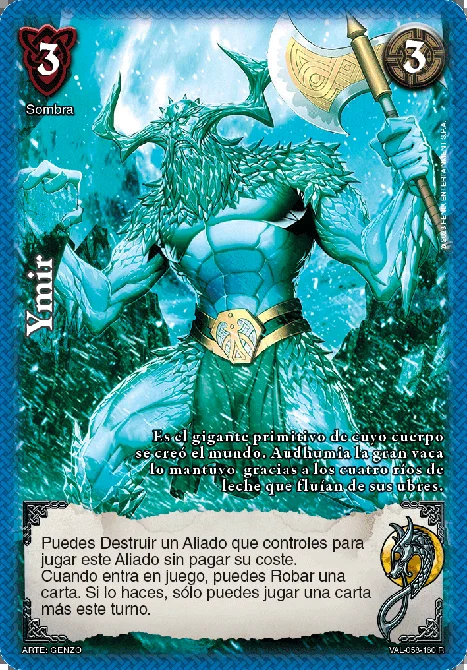 3
3
Sombra
Ymir
Es el gigante primitivo de cuyo cuerpo
se creó el mundo. Audhumla la gran vaca
lo mantuvo gracias a los cuatro ríos de
leche que fluían de sus ubres.
Puedes Destruir un Aliado que controles para
jugar este Aliado sin pagar su coste.
Cuando entra en juego, puedes Robar una
carta. Si lo haces, sólo puedes jugar una carta
más este turno.
ARTE: GENZO
VAL-058-160 R